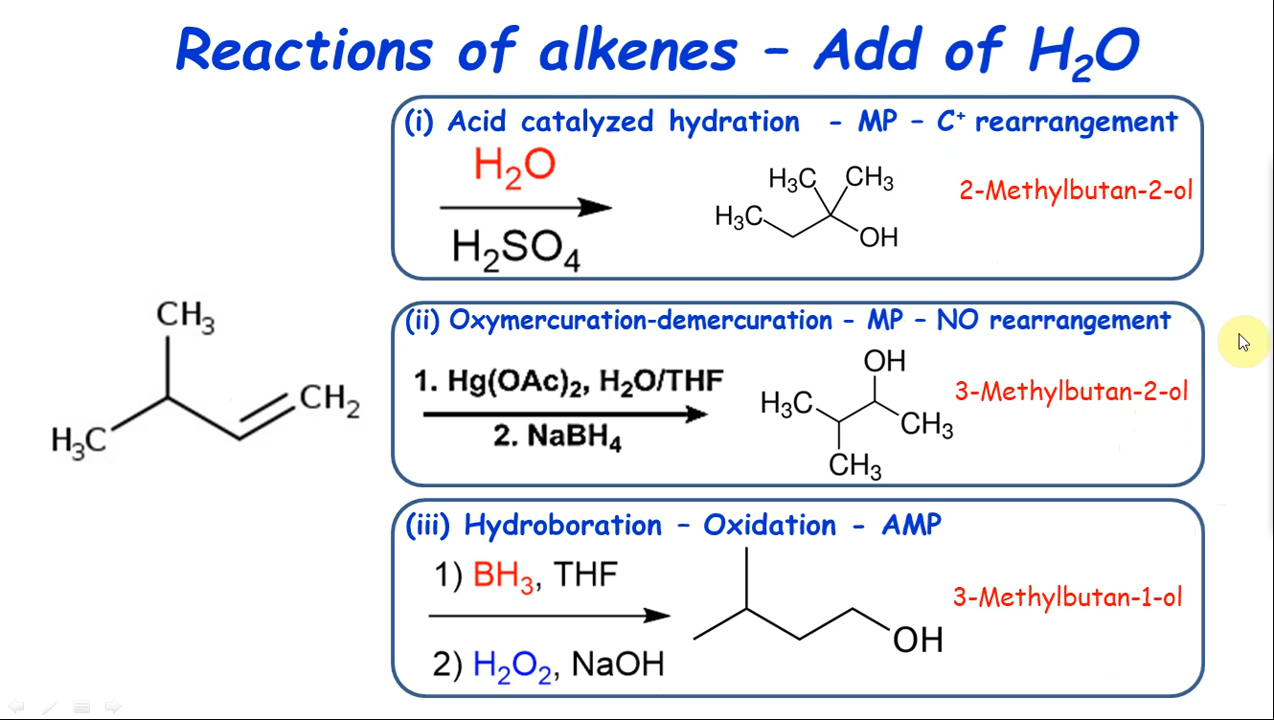 Reactions of alkenes – Add of H₂O
(i) Acid catalyzed hydration - MP – C⁺ rearrangement
H₂O
H₂SO₄
H₃C CH₃
H₃C
OH
2-Methylbutan-2-ol
CH₃
H₃C
CH₂
(ii) Oxymercuration-demercuration – MP – NO rearrangement
1. Hg(OAc)₂, H₂O/THF
2. NaBH₄
OH
H₃C
CH₃
CH₃
3-Methylbutan-2-ol
(iii) Hydroboration – Oxidation - AMP
1) BH₃, THF
2) H₂O₂, NaOH
OH
3-Methylbutan-1-ol